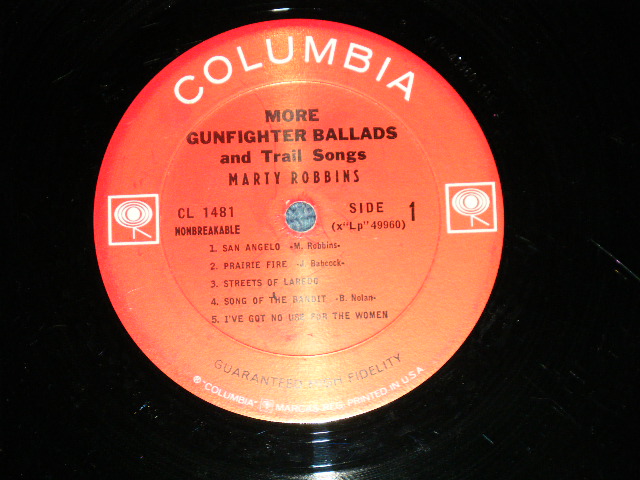 COLUMBIA
MORE
GUNFIGHTER BALLADS
and Trail Songs
MARTY ROBBINS
CL 1481
NONBREAKABLE
SIDE 1
(x"Lp" 49960)
1. SAN ANGELO -M. Robbins-
2. PRAIRIE FIRE -J. Babcock-
3. STREETS OF LAREDO
4. SONG OF THE BANDIT -B. Nolan-
5. I'VE GOT NO USE FOR THE WOMEN
GUARANTEED HIGH FIDELITY
® "COLUMBIA" MARCAS REG. PRINTED IN U.S.A.